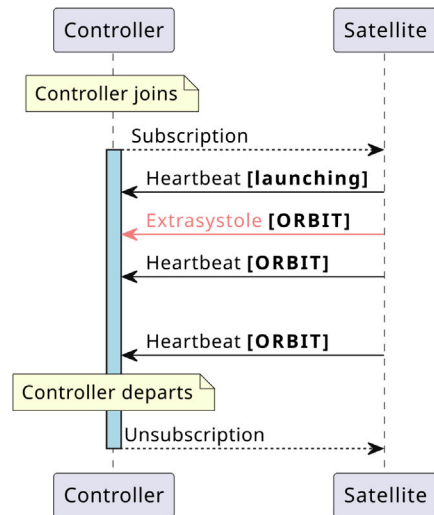 Controller Satellite
Controller joins
Subscription
Heartbeat [launching]
Extrasystole [ORBIT]
Heartbeat [ORBIT]
Heartbeat [ORBIT]
Controller departs
Unsubscription
Controller Satellite